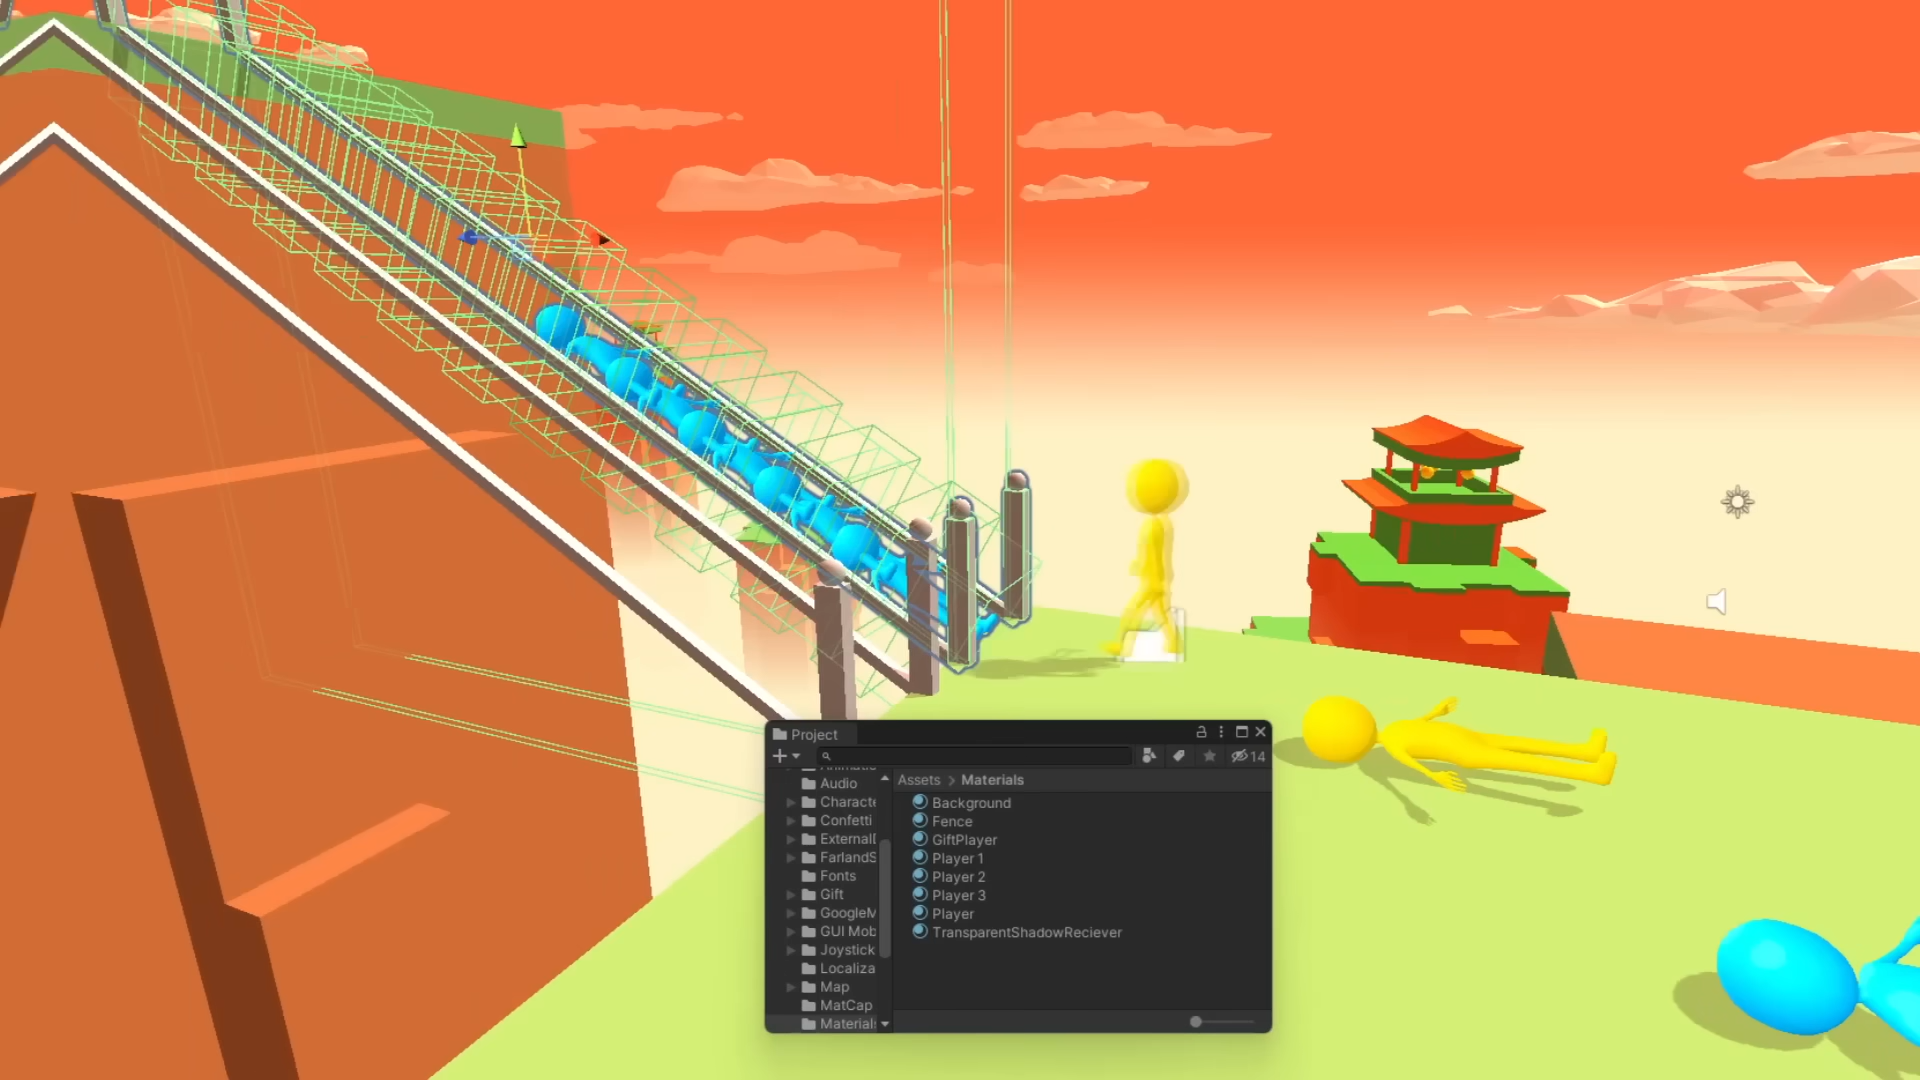 Project
14
Audio
Assets > Materials
Characte
Background
Confetti
Fence
External
GiftPlayer
FarlandS
Player 1
Fonts
Player 2
Gift
Player 3
GoogleM
Player
GUI Mob
TransparentShadowReciever
Joystick
Localiza
Map
MatCap
Material